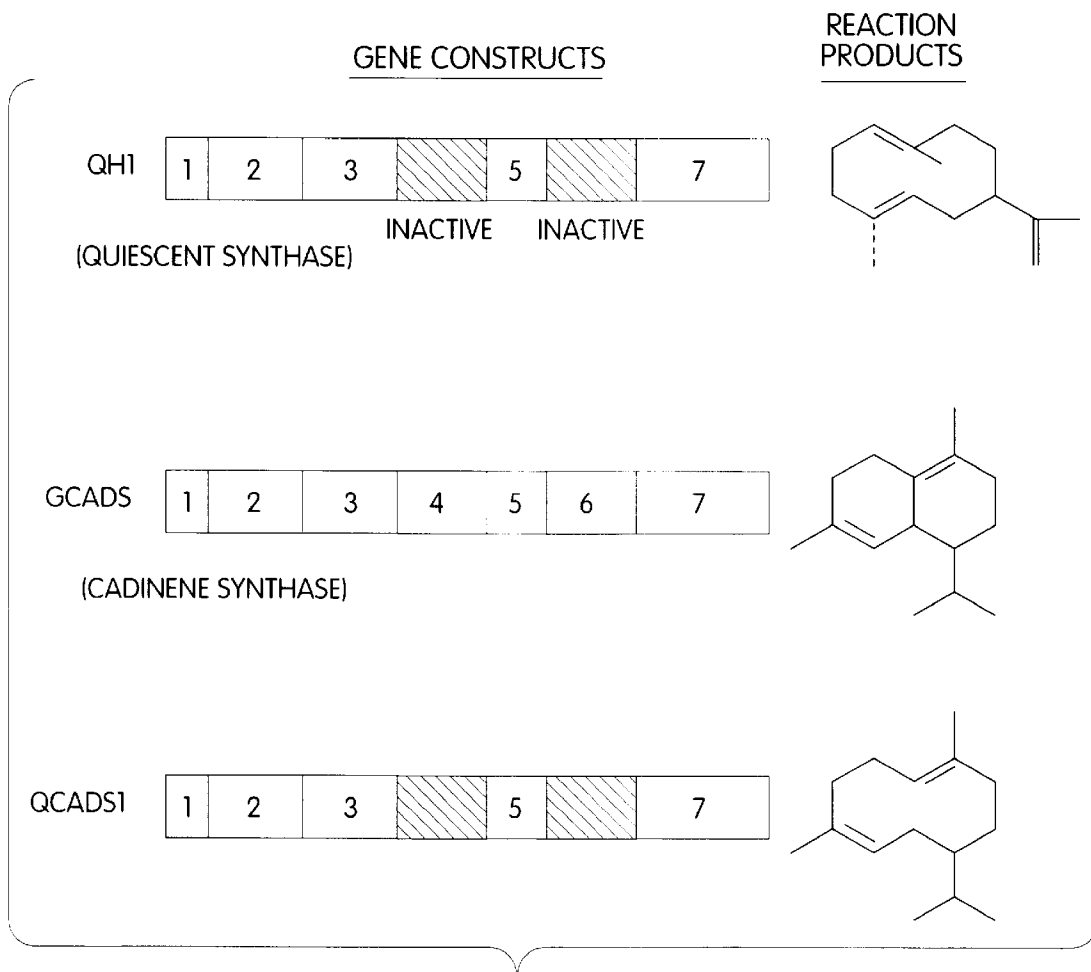 GENE CONSTRUCTS
REACTION
PRODUCTS
QH1
1 2 3 5 7
INACTIVE INACTIVE
(QUIESCENT SYNTHASE)
GCADS
1 2 3 4 5 6 7
(CADINENE SYNTHASE)
QCADS1
1 2 3 5 7